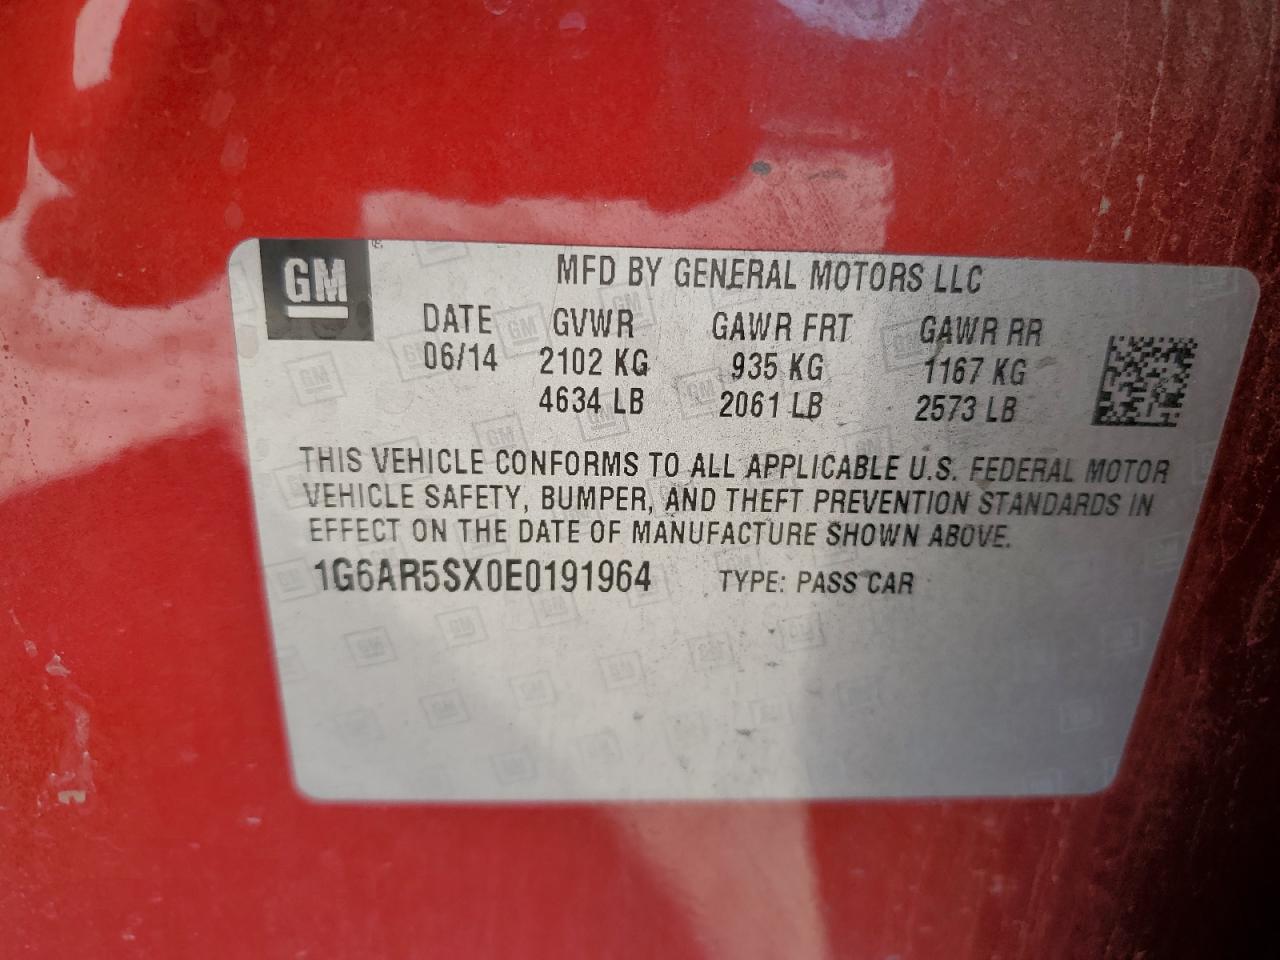 GM
MFD BY GENERAL MOTORS LLC
DATE GVWR GAWR FRT GAWR RR
06/14 2102 KG 935 KG 1167 KG
4634 LB 2061 LB 2573 LB
THIS VEHICLE CONFORMS TO ALL APPLICABLE U.S. FEDERAL MOTOR
VEHICLE SAFETY, BUMPER, AND THEFT PREVENTION STANDARDS IN
EFFECT ON THE DATE OF MANUFACTURE SHOWN ABOVE.
1G6AR5SX0E0191964 TYPE: PASS CAR